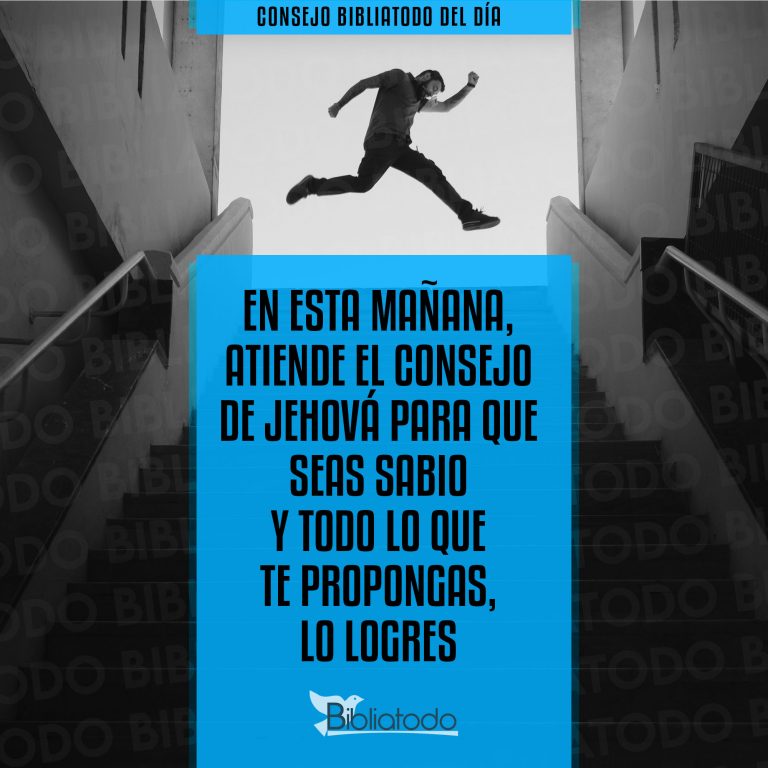 CONSEJO BIBLIATODO DEL DÍA
EN ESTA MAÑANA,
ATIENDE EL CONSEJO
DE JEHOVÁ PARA QUE
SEAS SABIO
Y TODO LO QUE
TE PROPONGAS,
LO LOGRES
Bibliatodo